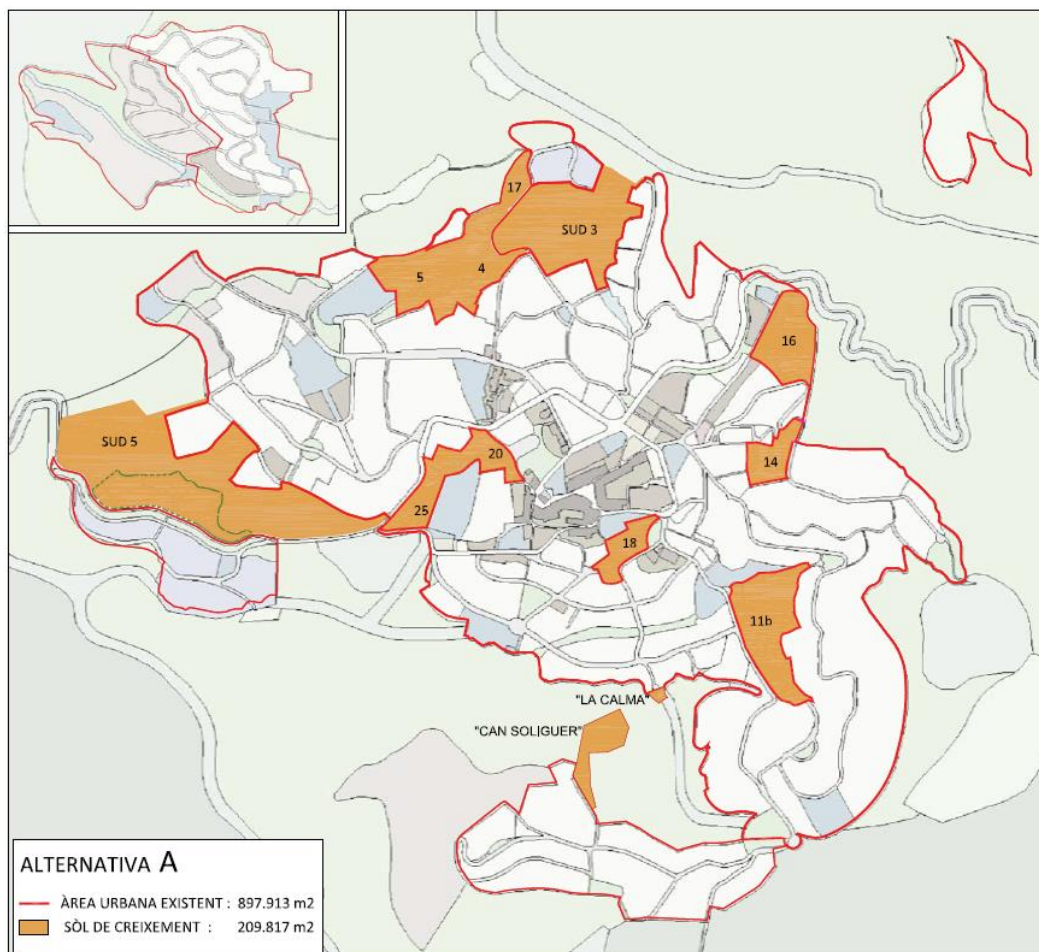 17
SUD 3
4
5
16
SUD 5
20
14
25
18
11b
"LA CALMA"
"CAN SOLIGUER"
ALTERNATIVA A
ÀREA URBANA EXISTENT : 897.913 m2
SÒL DE CREIXEMENT : 209.817 m2